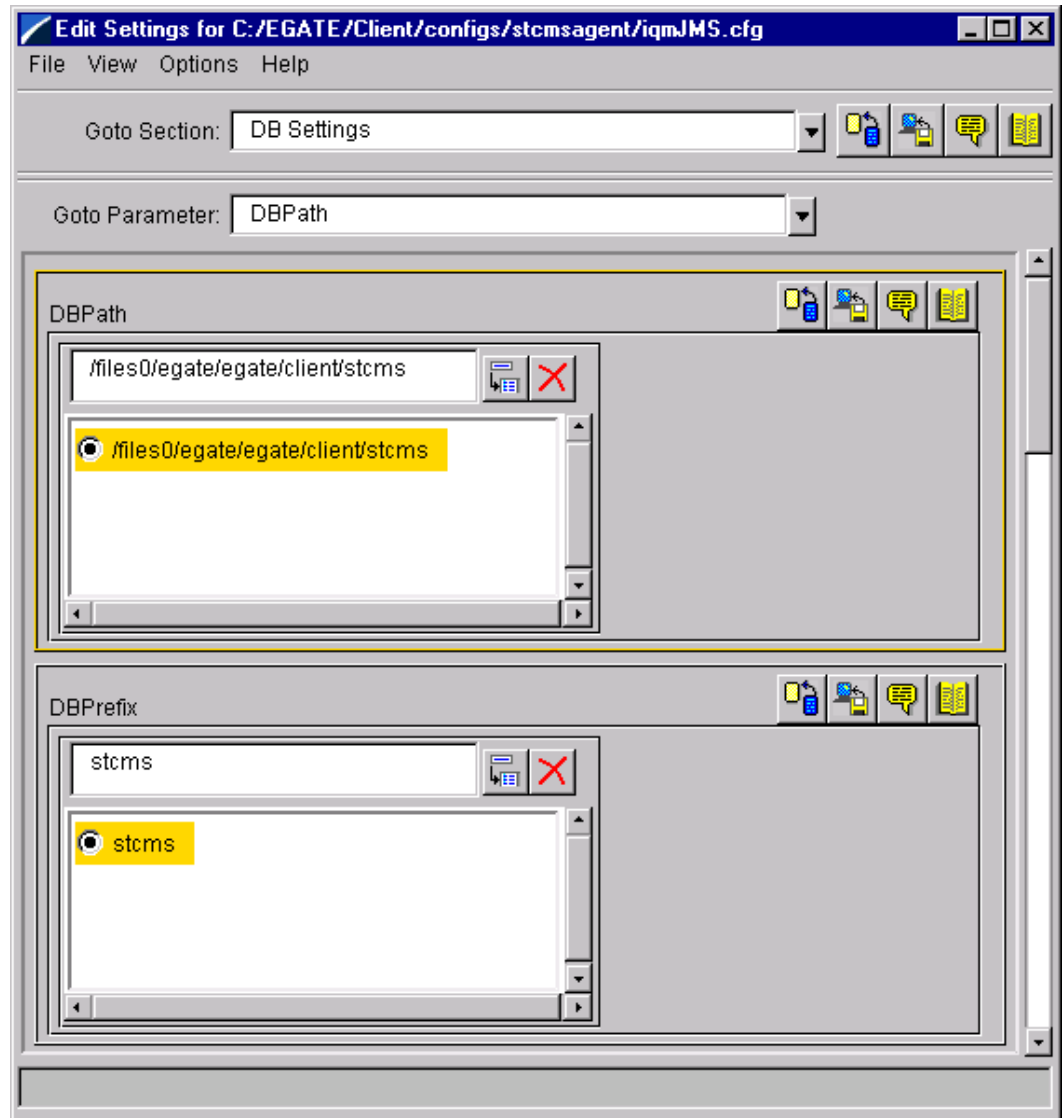 Edit Settings for C:/EGATE/Client/configs/stcmsagent/iqmJMS.cfg
File View Options Help
Goto Section: DB Settings
Goto Parameter: DBPath
DBPath
/files0/egate/egate/client/stcms
/files0/egate/egate/client/stcms
DBPrefix
stcms
stcms